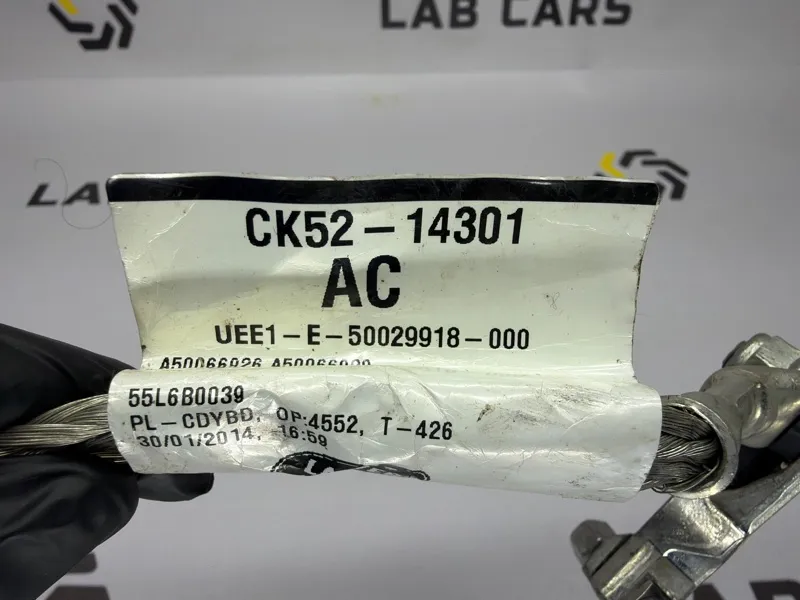 LAB CARS
LA
CK52-14301
AC
UEE1-E-50029918-000
55L6B0039
PL-CDYBD, OP:4552, T-426
30/01/2014, 16:59